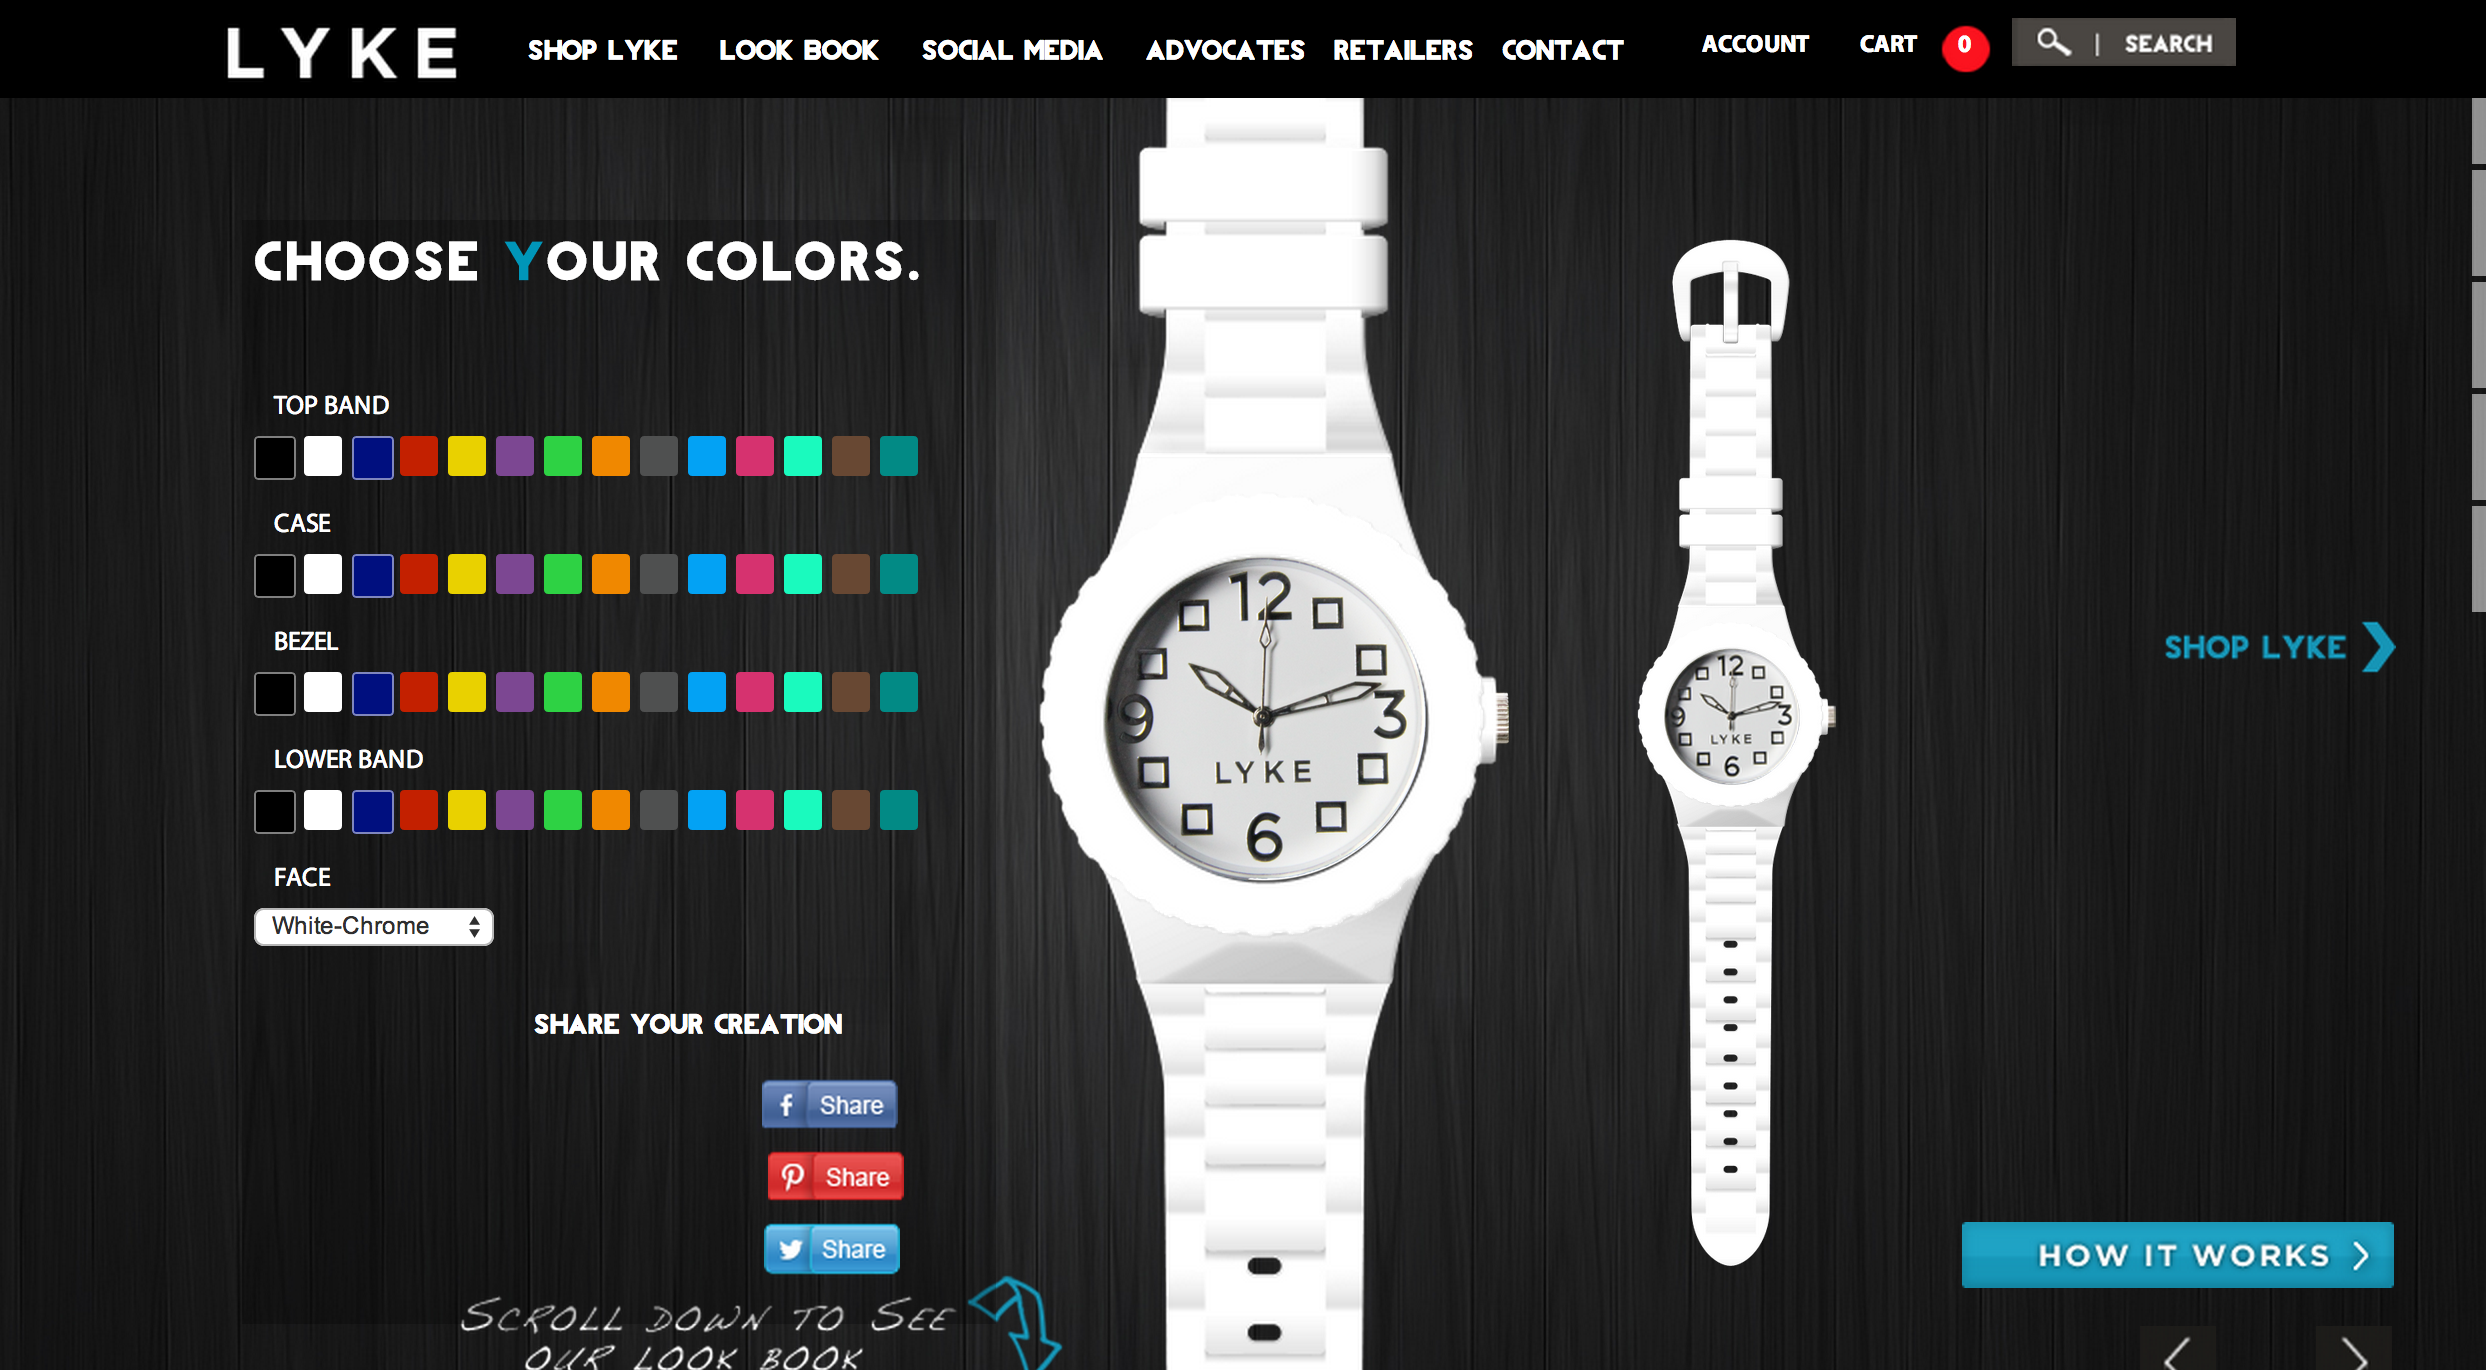 LYKE
SHOP LYKE LOOK BOOK SOCIAL MEDIA ADVOCATES RETAILERS CONTACT
ACCOUNT CART 0 | SEARCH
CHOOSE YOUR COLORS.
TOP BAND
CASE
BEZEL
LOWER BAND
FACE
White-Chrome
SHARE YOUR CREATION
f Share
Share
Share
SCROLL DOWN TO SEE
OUR LOOK BOOK
12
3
9
LYKE
6
12
3
9
LYKE
6
SHOP LYKE
HOW IT WORKS